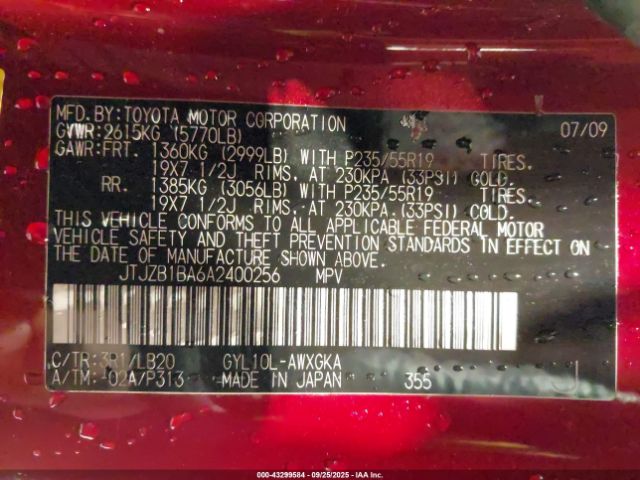 MFD.BY:TOYOTA MOTOR CORPORATION 07/09
GVWR:2615KG (5770LB)
GAWR:FRT. 1360KG (2999LB) WITH P235/55R19 TIRES,
19X7 1/2J RIMS, AT 230KPA (33PSI) COLD.
RR. 1385KG (3056LB) WITH P235/55R19 TIRES,
19X7 1/2J RIMS, AT 230KPA (33PSI) COLD.
THIS VEHICLE CONFORMS TO ALL APPLICABLE FEDERAL MOTOR
VEHICLE SAFETY AND THEFT PREVENTION STANDARDS IN EFFECT ON
THE DATE OF MANUFACTURE SHOWN ABOVE.
JTJZB1BA6A2400256 MPV
C/TR:3R1/LB20 GYL10L-AWXGKA
A/TM:-02A/P313 MADE IN JAPAN 355 J
000-43299584 - 09/25/2025 - IAA Inc.